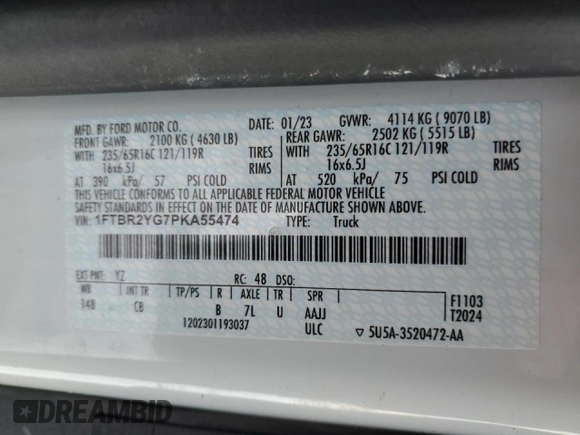 MFD. BY FORD MOTOR CO. 01/23 GVWR: 4114 KG ( 9070 LB)
FRONT GAWR: 2100 KG ( 4630 LB) REAR GAWR: 2502 KG ( 5515 LB)
WITH 235/65R16C 121/119R TIRES WITH 235/65R16C 121/119R TIRES
16x6.5J RIMS 16x6.5J RIMS
AT 390 kPa/ 57 PSI COLD AT 520 kPa/ 75 PSI COLD
THIS VEHICLE CONFORMS TO ALL APPLICABLE FEDERAL MOTOR VEHICLE
SAFETY STANDARDS IN EFFECT ON THE DATE OF MANUFACTURE SHOWN ABOVE.
VIN: 1FTBR2YG7PKA55474 TYPE: Truck
EXT PNT: YZ RC: 48 DSO:
WB INT TR TP/PS R AXLE TR SPR F1103
148 CB B 7L U AAJJ T2024
1202301193037 ULC ▽ 5U5A-3520472-AA
DREAMBID